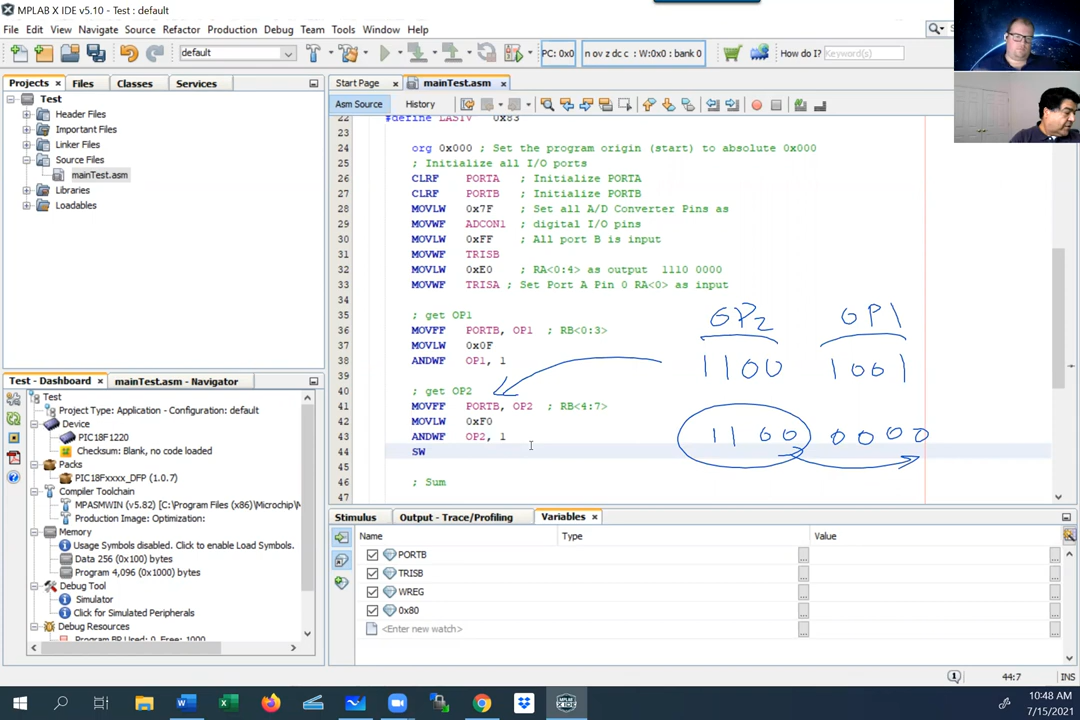 MPLAB X IDE v5.10 - Test : default
File Edit View Navigate Source Refactor Production Debug Team Tools Window Help
default PC: 0x0 n ov z dc c : W:0x0 : bank 0 How do I? Keyword(s)
Projects Files Classes Services
Start Page mainTest.asm
Asm Source History
Test
Header Files
Important Files
Linker Files
Source Files
mainTest.asm
Libraries
Loadables
22 #define LASTV 0x83
23
24 org 0x000 ; Set the program origin (start) to absolute 0x000
25 ; Initialize all I/O ports
26 CLRF PORTA ; Initialize PORTA
27 CLRF PORTB ; Initialize PORTB
28 MOVLW 0x7F ; Set all A/D Converter Pins as
29 MOVWF ADCON1 ; digital I/O pins
30 MOVLW 0xFF ; All port B is input
31 MOVWF TRISB
32 MOVLW 0xE0 ; RA<0:4> as output 1110 0000
33 MOVWF TRISA ; Set Port A Pin 0 RA<0> as input
34
35 ; get OP1
36 MOVFF PORTB, OP1 ; RB<0:3>
37 MOVLW 0x0F
38 ANDWF OP1, 1
39
40 ; get OP2
41 MOVFF PORTB, OP2 ; RB<4:7>
42 MOVLW 0xF0
43 ANDWF OP2, 1
44 SW
45
46 ; Sum
47
OP2 OP1
1100 1001
1100 0000
Test - Dashboard mainTest.asm - Navigator
Test
Project Type: Application - Configuration: default
Device
PIC18F1220
Checksum: Blank, no code loaded
Packs
PIC18Fxxxx_DFP (1.0.7)
Compiler Toolchain
MPASMWIN (v5.82) [C:\Program Files (x86)\Microchip\M
Production Image: Optimization:
Memory
Usage Symbols disabled. Click to enable Load Symbols.
Data 256 (0x100) bytes
Program 4,096 (0x1000) bytes
Debug Tool
Simulator
Click for Simulated Peripherals
Debug Resources
Program BP Used: 0 Free: 1000
Stimulus Output - Trace/Profiling Variables
Name Type Value
PORTB
TRISB
WREG
0x80
<Enter new watch>
1 44:7 INS
10:48 AM
7/15/2021